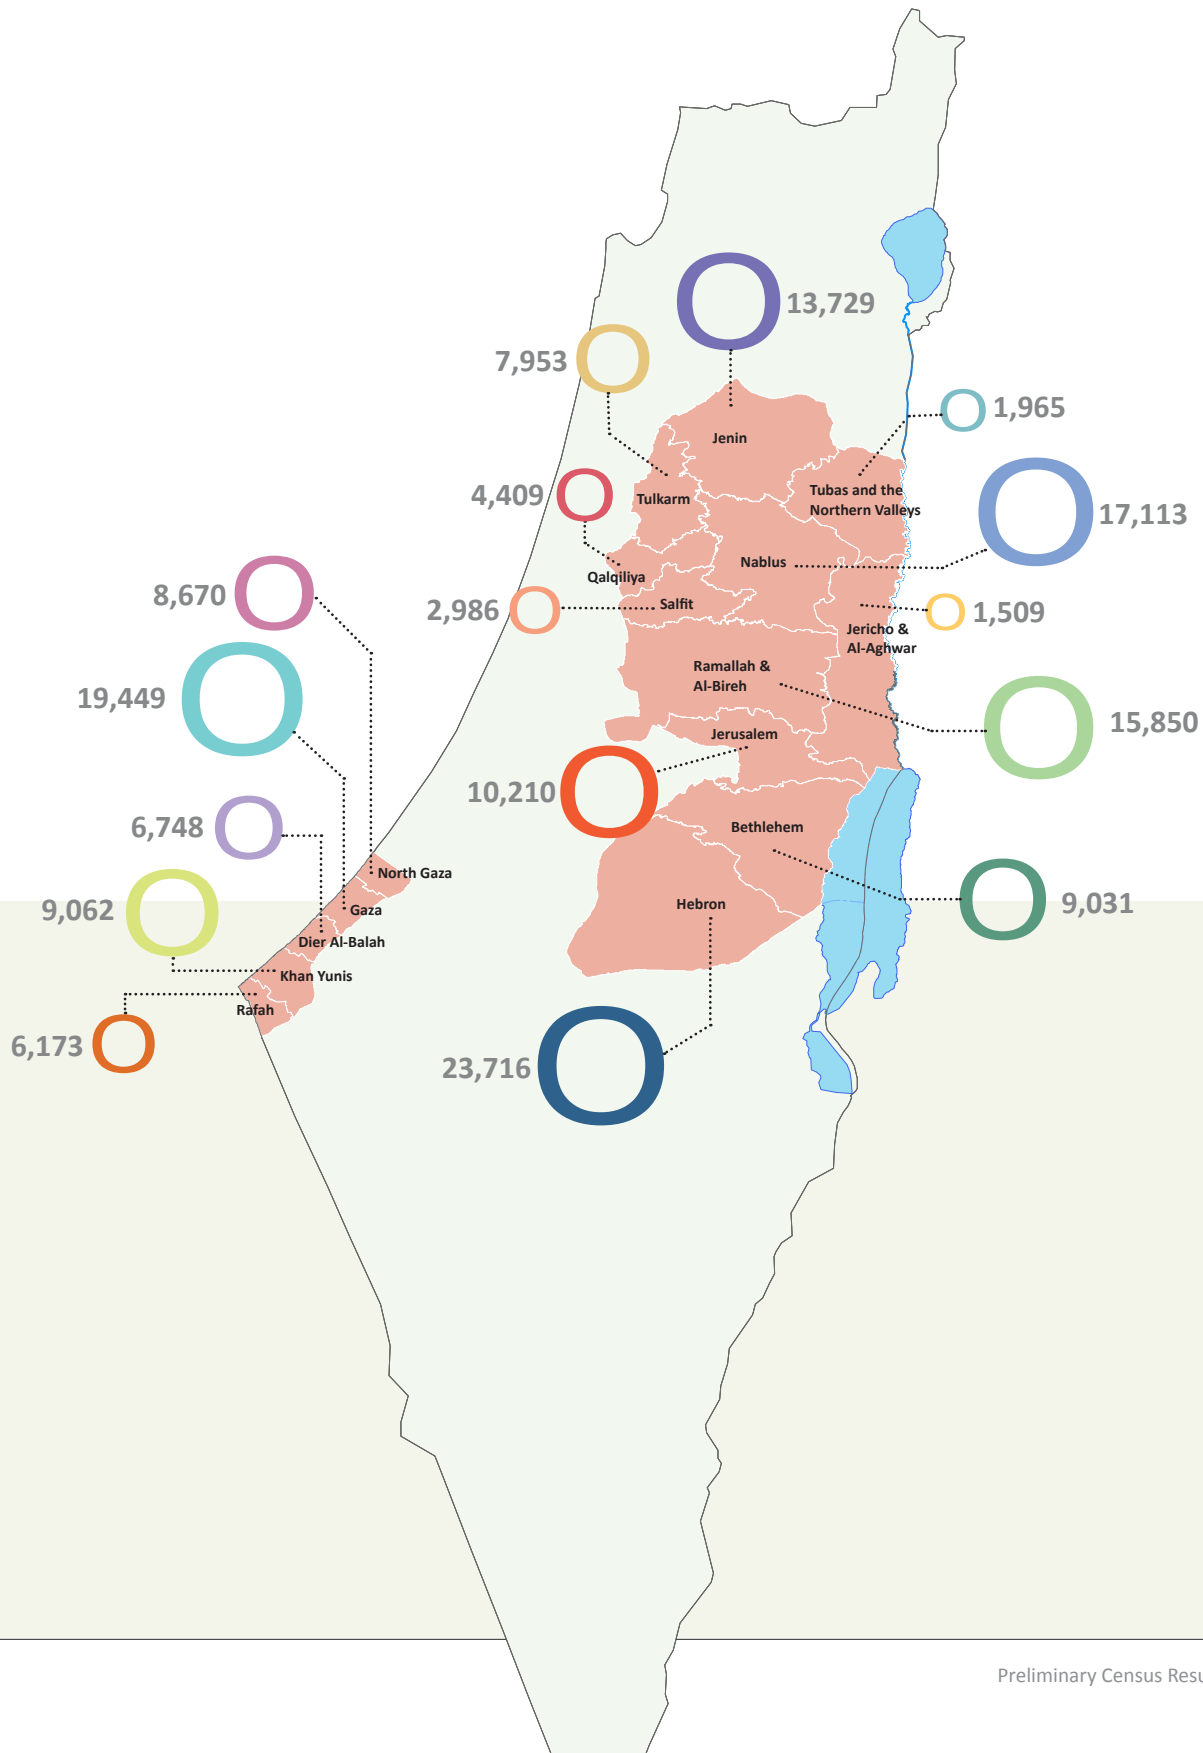 13,729
7,953
1,965
Jenin
4,409
Tulkarm
Tubas and the
Northern Valleys
17,113
Nablus
Qalqiliya
8,670
2,986
Salfit
1,509
Jericho &
Al-Aghwar
Ramallah &
Al-Bireh
19,449
15,850
Jerusalem
10,210
6,748
Bethlehem
North Gaza
9,062
Gaza
Hebron
9,031
Dier Al-Balah
Khan Yunis
Rafah
6,173
23,716
Preliminary Census Resu